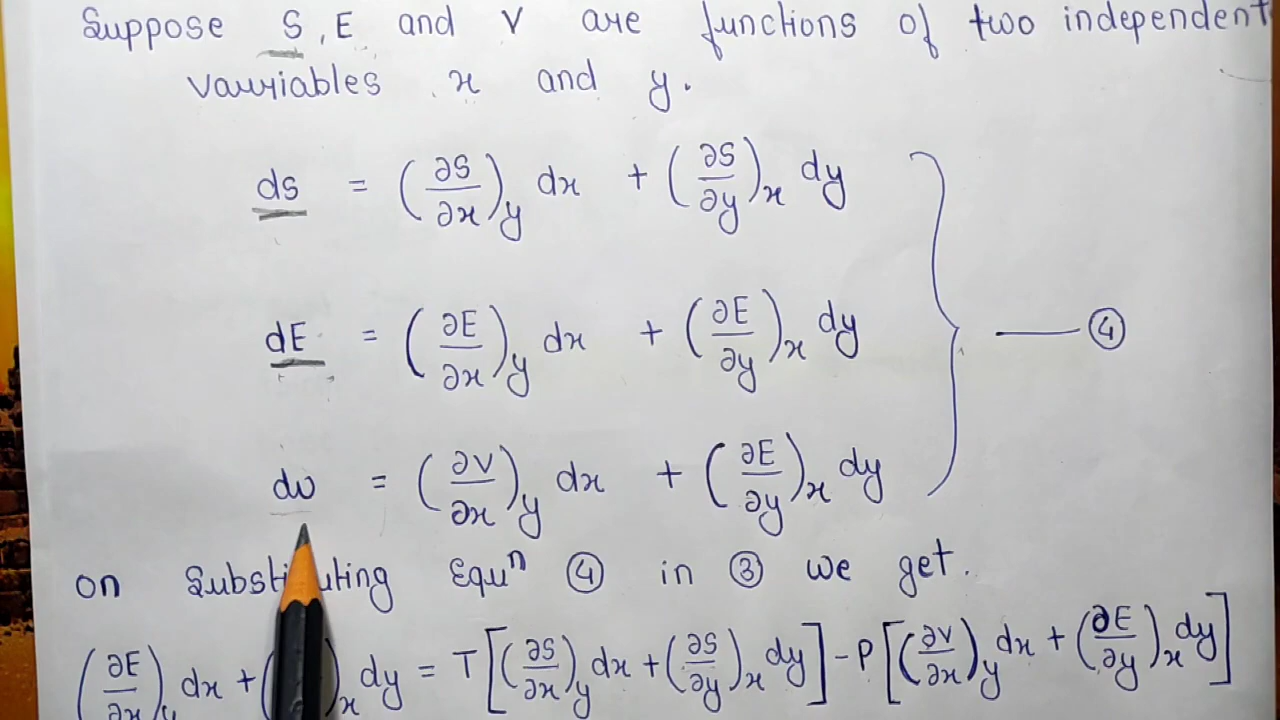 Suppose S, E and V are functions of two independent
vavriables x and y.
ds = (∂S/∂x)y dx + (∂S/∂y)x dy
dE = (∂E/∂x)y dx + (∂E/∂y)x dy ④
dv = (∂V/∂x)y dx + (∂E/∂y)x dy
on Substituting Equⁿ ④ in ③ we get.
(∂E/∂x)y dx + ( )x dy = T[(∂S/∂x)y dx + (∂S/∂y)x dy] - P[(∂V/∂x)y dx + (∂E/∂y)x dy]